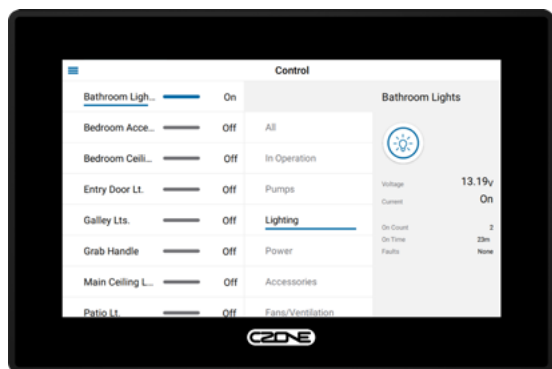 Control
Bathroom Ligh... On
Bedroom Acce... Off
Bedroom Ceili... Off
Entry Door Lt. Off
Galley Lts. Off
Grab Handle Off
Main Ceiling L... Off
Patio Lt. Off
All
In Operation
Pumps
Lighting
Power
Accessories
Fans/Ventilation
Bathroom Lights
Voltage 13.19V
Current On
On Count 2
On Time 23m
Faults None
CZONE